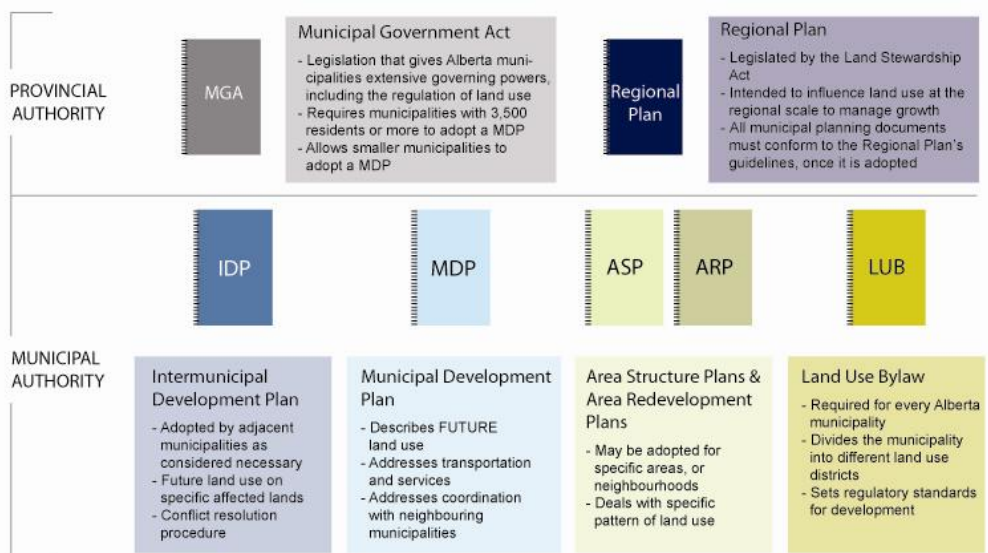 PROVINCIAL
AUTHORITY
MGA
Municipal Government Act
- Legislation that gives Alberta muni-
cipalities extensive governing powers,
including the regulation of land use
- Requires municipalities with 3,500
residents or more to adopt a MDP
- Allows smaller municipalities to
adopt a MDP
Regional
Plan
Regional Plan
- Legislated by the Land Stewardship
Act
- Intended to influence land use at the
regional scale to manage growth
- All municipal planning documents
must conform to the Regional Plan's
guidelines, once it is adopted
MUNICIPAL
AUTHORITY
IDP
MDP
ASP
ARP
LUB
Intermunicipal
Development Plan
- Adopted by adjacent
municipalities as
considered necessary
- Future land use on
specific affected lands
- Conflict resolution
procedure
Municipal Development
Plan
- Describes FUTURE
land use
- Addresses transportation
and services
- Addresses coordination
with neighbouring
municipalities
Area Structure Plans &
Area Redevelopment
Plans
- May be adopted for
specific areas, or
neighbourhoods
- Deals with specific
pattern of land use
Land Use Bylaw
- Required for every Alberta
municipality
- Divides the municipality
into different land use
districts
- Sets regulatory standards
for development